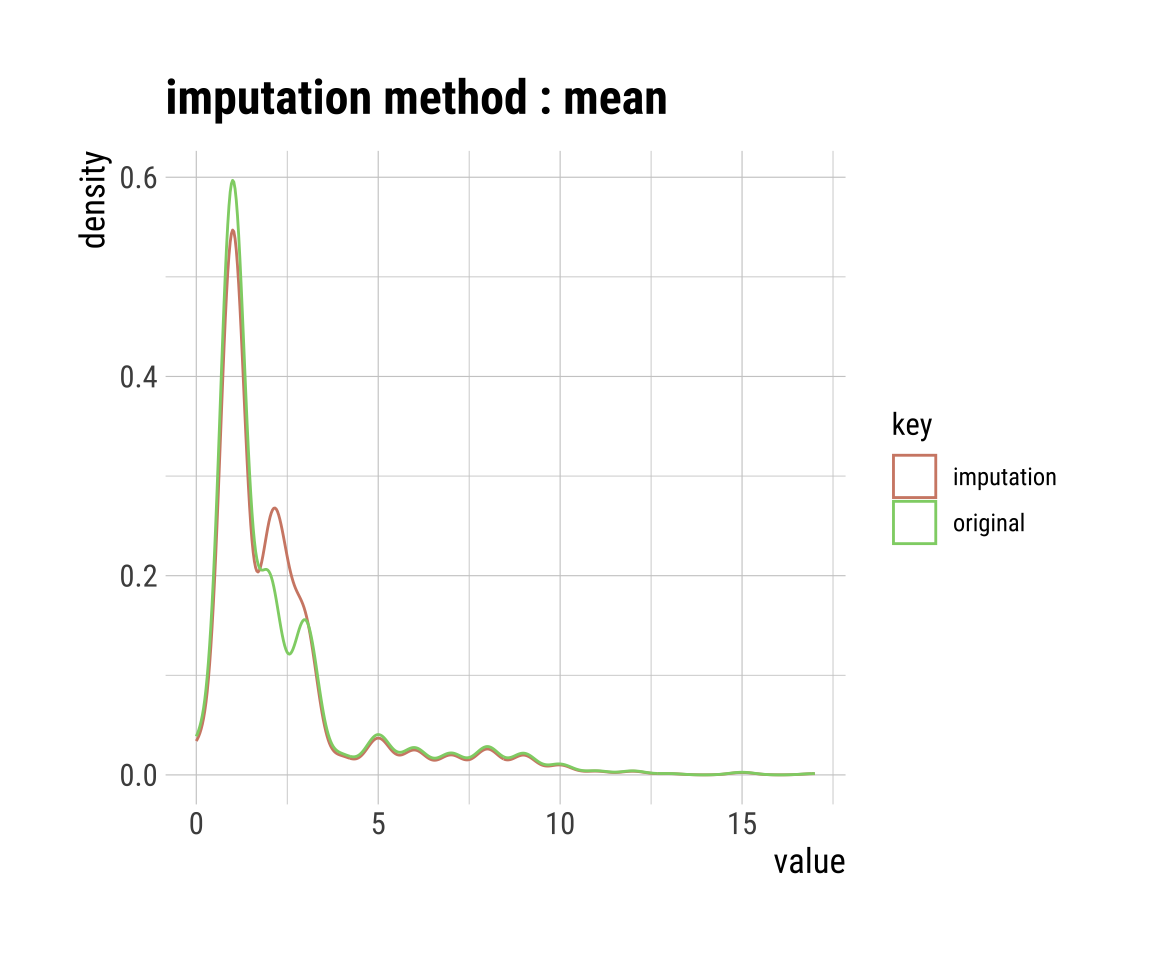 imputation method : mean
density
0.6
0.4
0.2
0.0
0 5 10 15
value
key
imputation
original